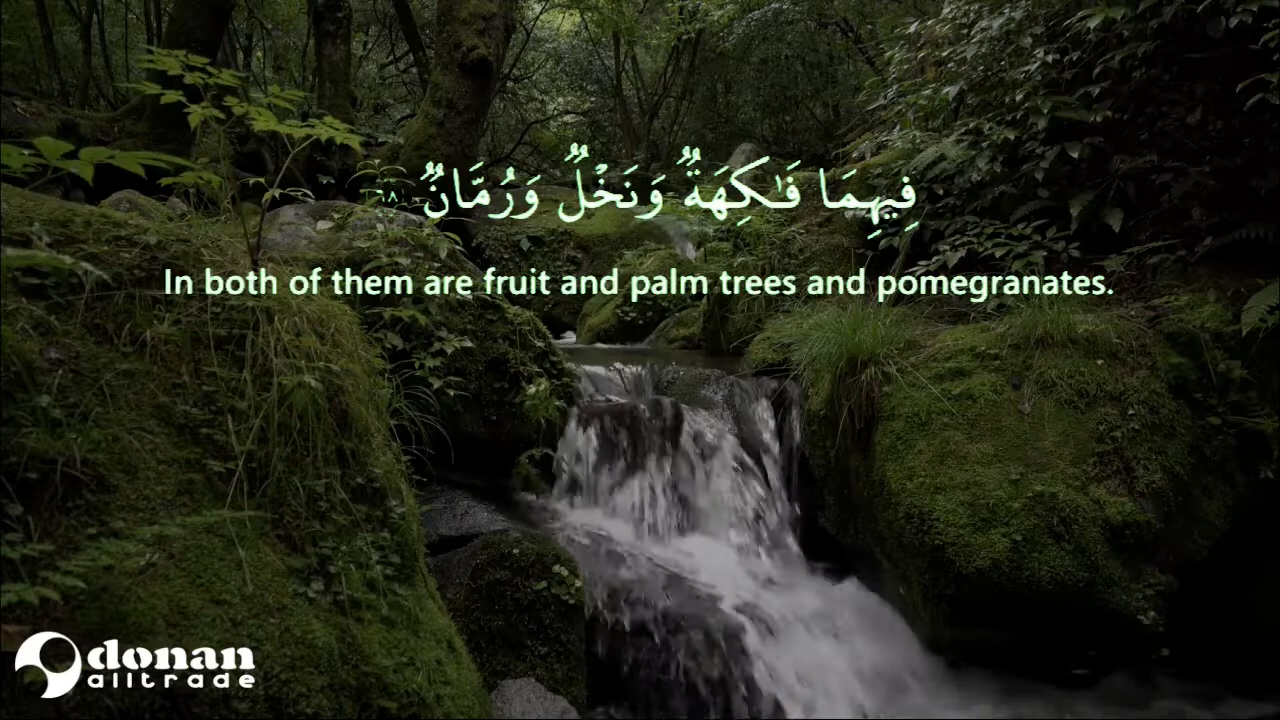 فِيهِمَا فَـٰكِهَةٌ وَنَخْلٌ وَرُمَّانٌ ٦٨
In both of them are fruit and palm trees and pomegranates.
donan
alltrade